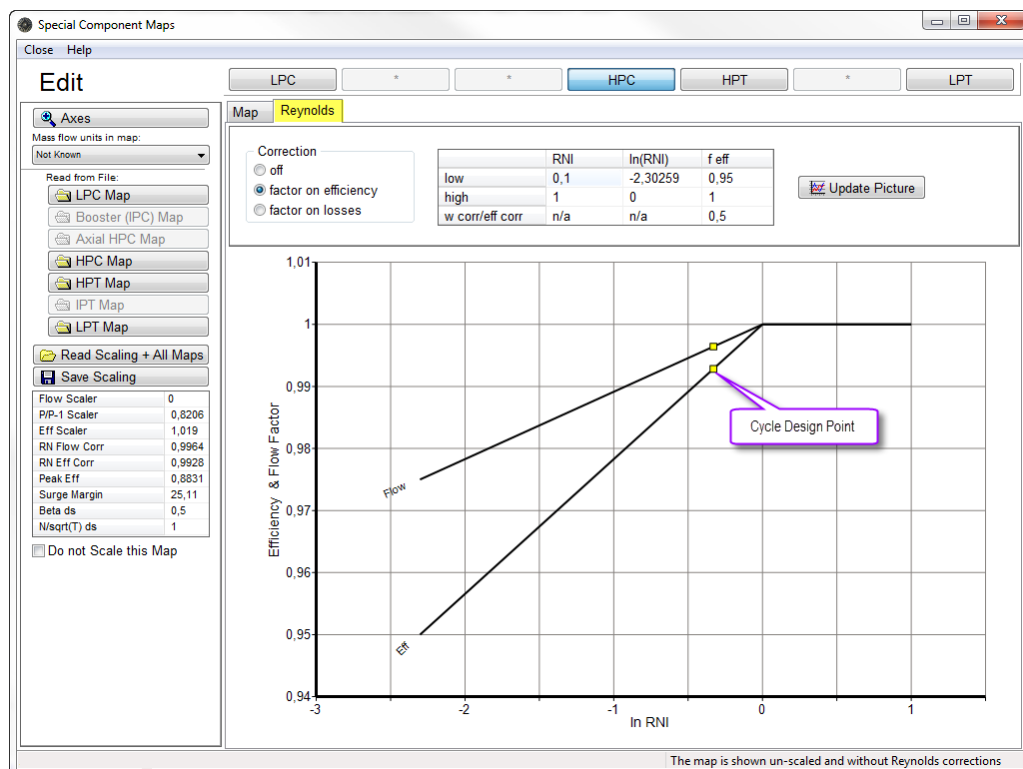 Special Component Maps
Close Help
Edit
LPC * * HPC HPT * LPT
Axes
Mass flow units in map:
Not Known
Read from File:
LPC Map
Booster (IPC) Map
Axial HPC Map
HPC Map
HPT Map
IPT Map
LPT Map
Read Scaling + All Maps
Save Scaling
Flow Scaler 0
P/P-1 Scaler 0,8206
Eff Scaler 1,019
RN Flow Corr 0,9964
RN Eff Corr 0,9928
Peak Eff 0,8831
Surge Margin 25,11
Beta ds 0,5
N/sqrt(T) ds 1
Do not Scale this Map
Map Reynolds
Correction
off
factor on efficiency
factor on losses
RNI ln(RNI) f eff
low 0,1 -2,30259 0,95
high 1 0 1
w corr/eff corr n/a n/a 0,5
Update Picture
1,01
1
0,99
0,98
0,97
0,96
0,95
0,94
Efficiency & Flow Factor
Flow
Eff
Cycle Design Point
-3 -2 -1 0 1
ln RNI
The map is shown un-scaled and without Reynolds corrections